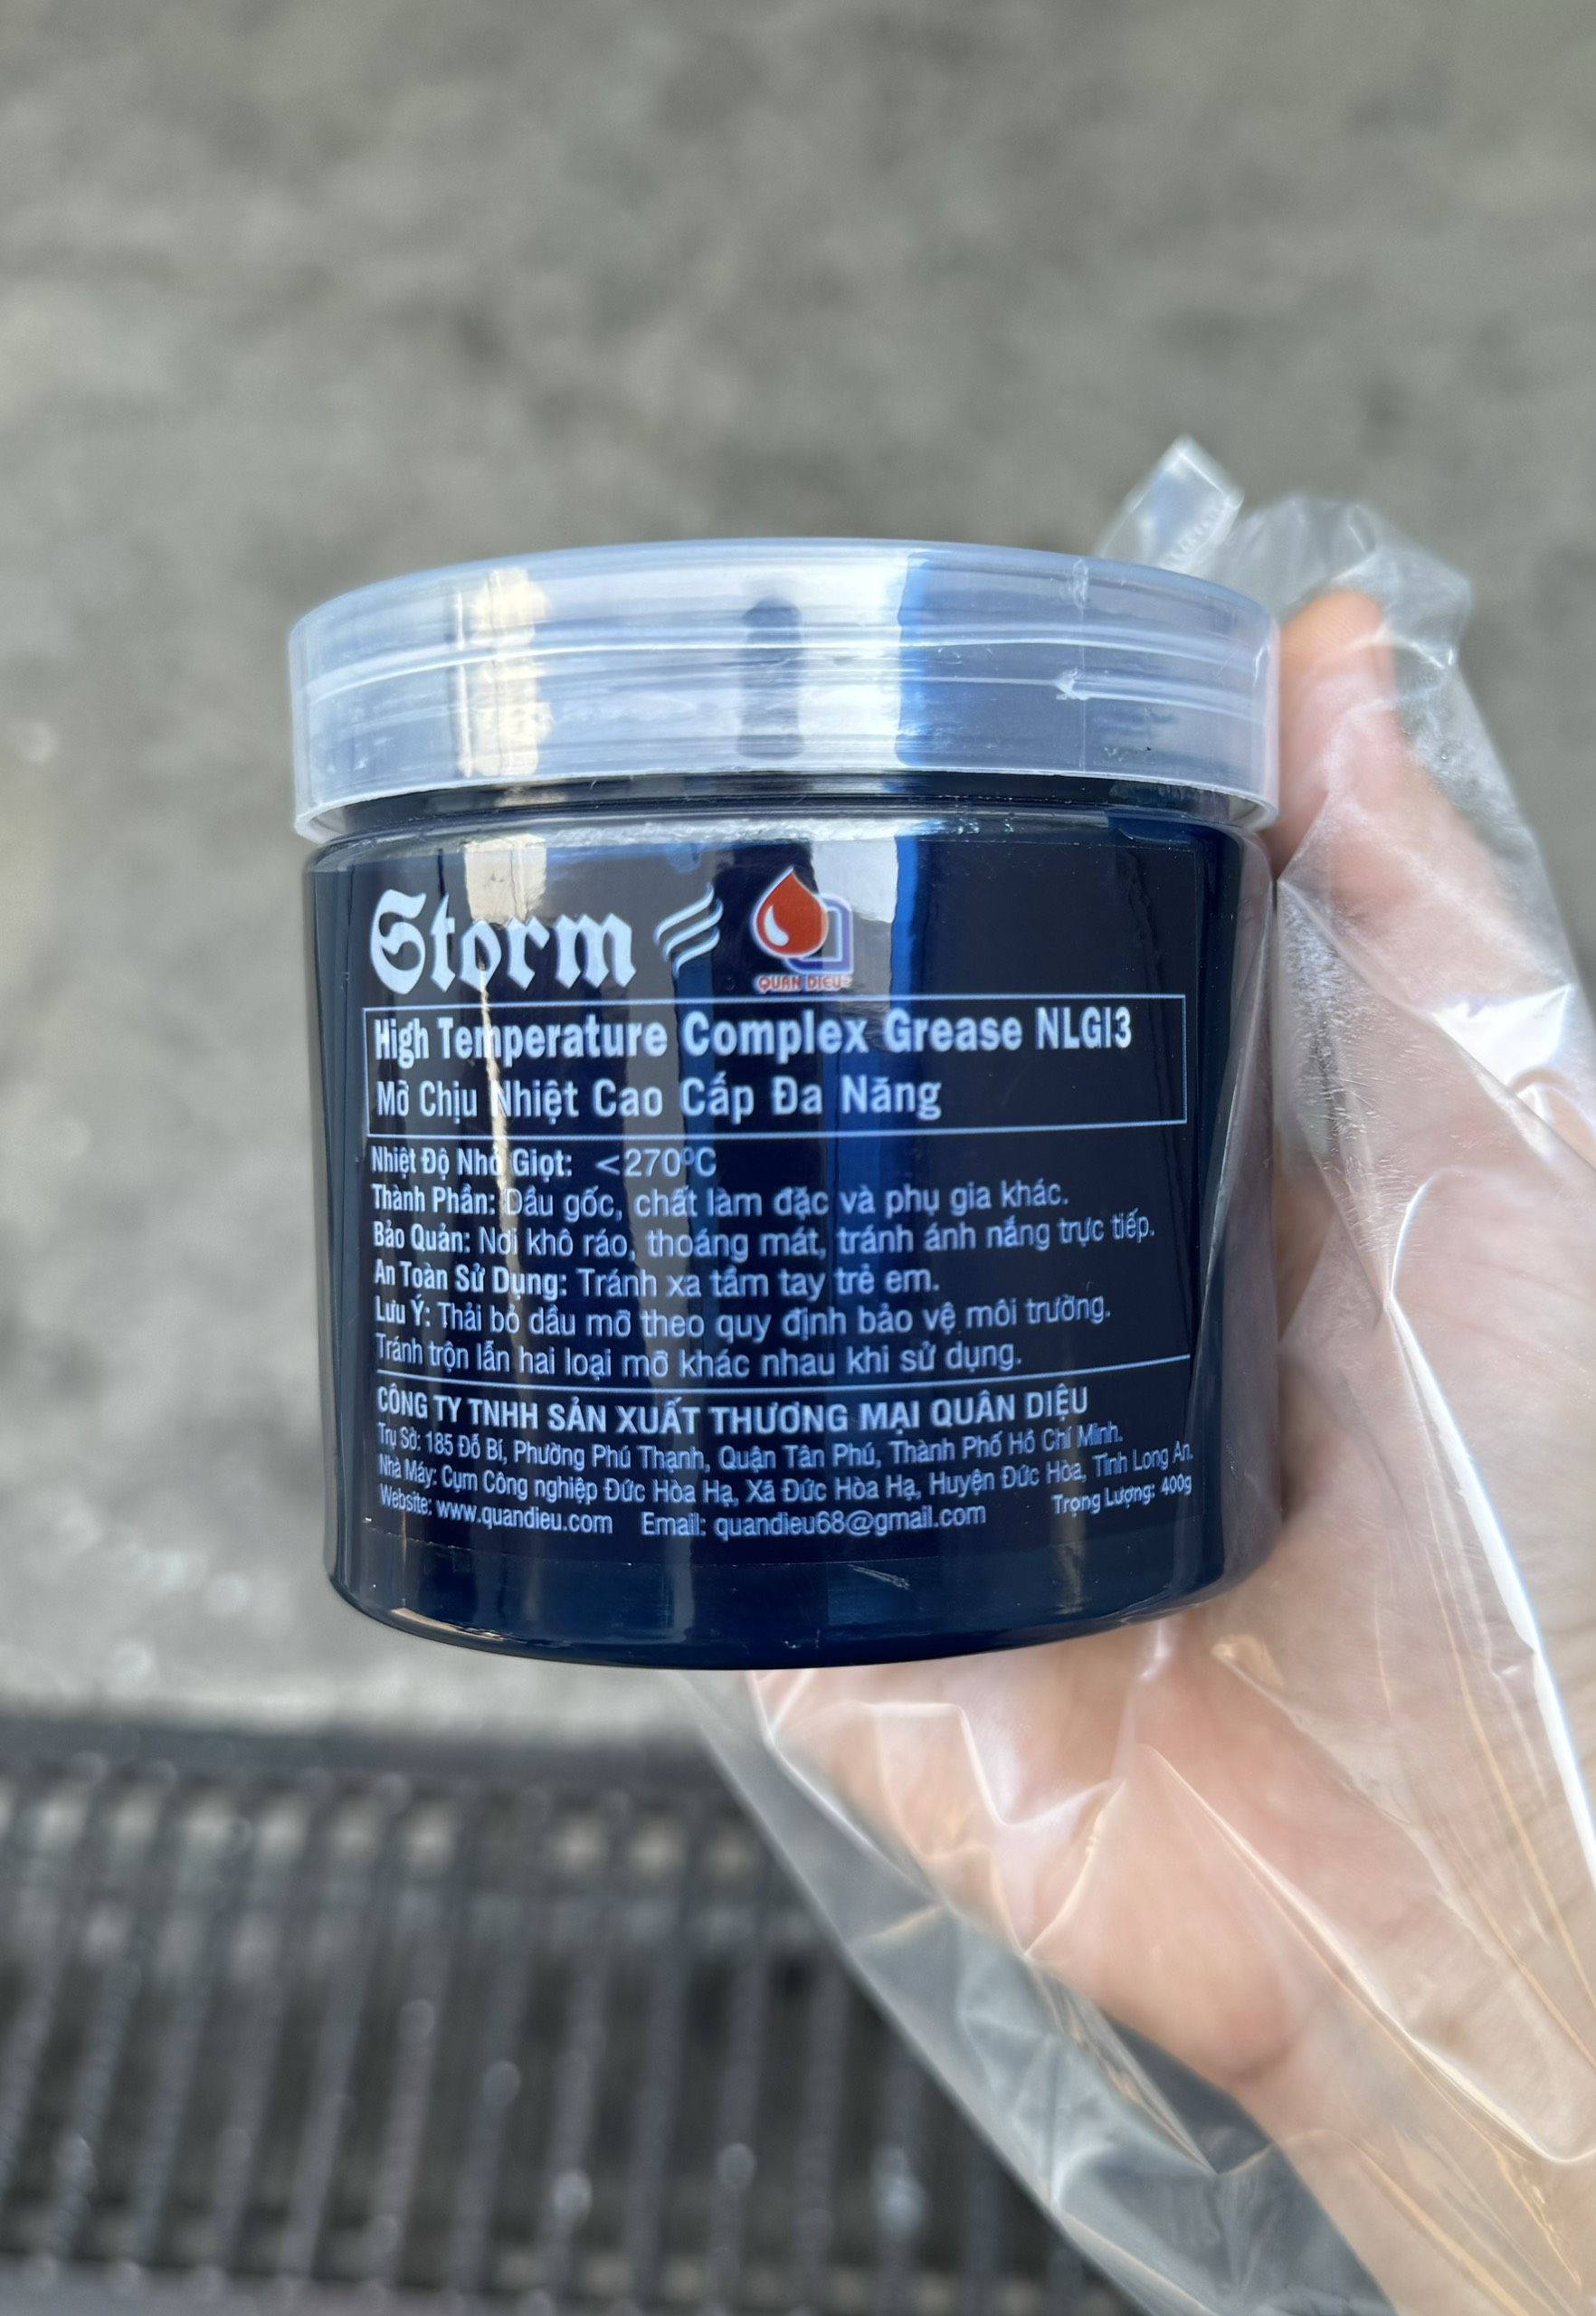 Storm
QUAN DIEU
High Temperature Complex Grease NLGI3
Mỡ Chịu Nhiệt Cao Cấp Đa Năng
Nhiệt Độ Nhỏ Giọt: <270ºC
Thành Phần: Dầu gốc, chất làm đặc và phụ gia khác.
Bảo Quản: Nơi khô ráo, thoáng mát, tránh ánh nắng trực tiếp.
An Toàn Sử Dụng: Tránh xa tầm tay trẻ em.
Lưu Ý: Thải bỏ dầu mỡ theo quy định bảo vệ môi trường.
Tránh trộn lẫn hai loại mỡ khác nhau khi sử dụng.
CÔNG TY TNHH SẢN XUẤT THƯƠNG MẠI QUÂN DIỆU
Trụ Sở: 185 Đỗ Bí, Phường Phú Thạnh, Quận Tân Phú, Thành Phố Hồ Chí Minh.
Nhà Máy: Cụm Công nghiệp Đức Hòa Hạ, Xã Đức Hòa Hạ, Huyện Đức Hòa, Tỉnh Long An.
Website: www.quandieu.com Email: quandieu68@gmail.com Trọng Lượng: 400g